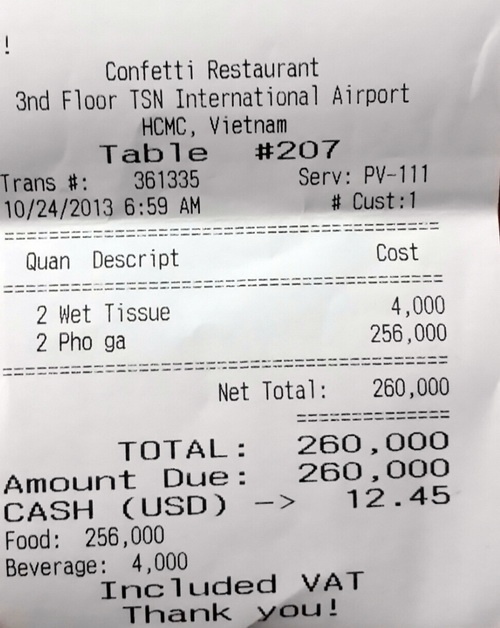 !
Confetti Restaurant
3nd Floor TSN International Airport
HCMC, Vietnam
Table #207
Trans #: 361335 Serv: PV-111
10/24/2013 6:59 AM # Cust:1
================================================
Quan Descript Cost
================================================
2 Wet Tissue 4,000
2 Pho ga 256,000
================================================
Net Total: 260,000
===============
TOTAL: 260,000
Amount Due: 260,000
CASH (USD) -> 12.45
Food: 256,000
Beverage: 4,000
Included VAT
Thank you!